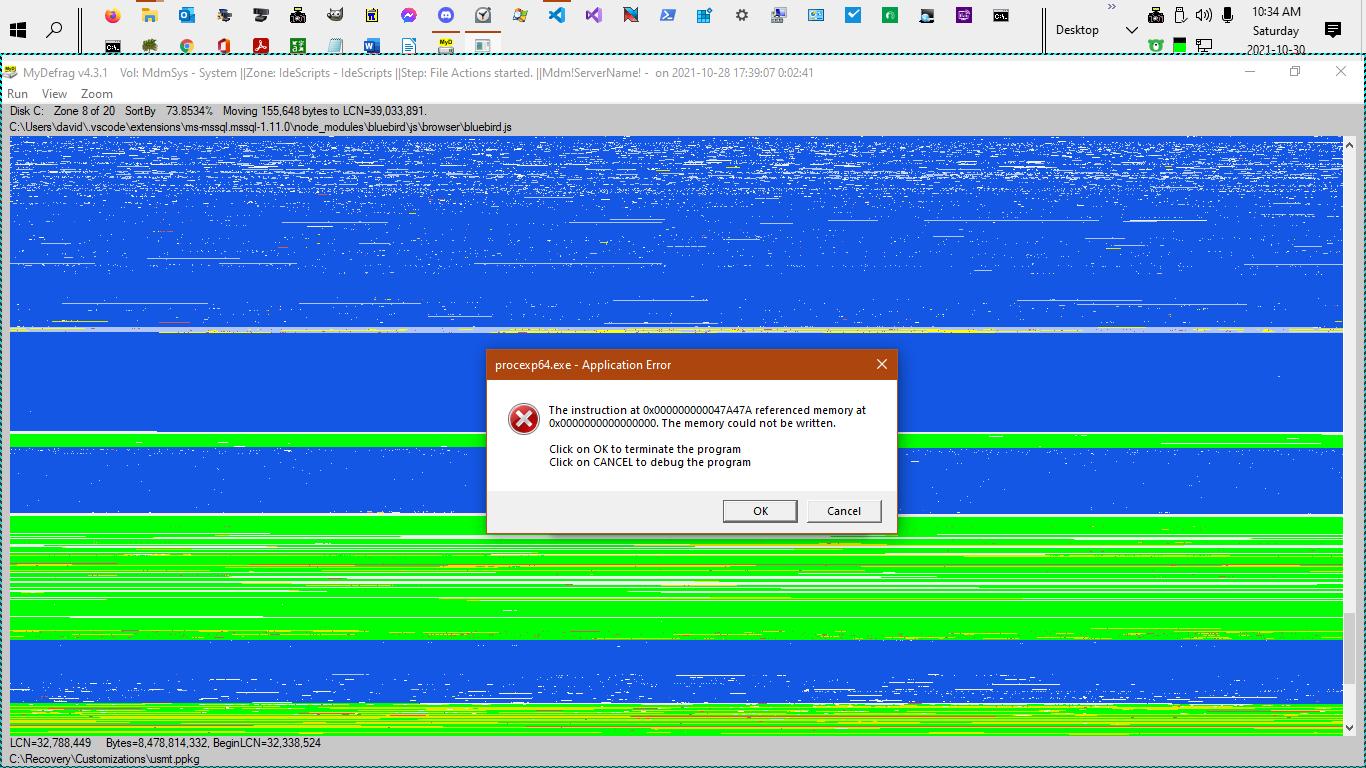 10:34 AM
Desktop
Saturday
2021-10-30
MyDefrag v4.3.1 Vol: MdmSys - System ||Zone: IdeScripts - IdeScripts ||Step: File Actions started. ||Mdm!ServerName! - on 2021-10-28 17:39:07 0:02:41
Run View Zoom
Disk C: Zone 8 of 20 SortBy 73.8534% Moving 155,648 bytes to LCN=39,033,891.
C:\Users\david\.vscode\extensions\ms-mssql.mssql-1.11.0\node_modules\bluebird\js\browser\bluebird.js
procexp64.exe - Application Error
The instruction at 0x000000000047A47A referenced memory at
0x0000000000000000. The memory could not be written.
Click on OK to terminate the program
Click on CANCEL to debug the program
OK Cancel
LCN=32,788,449 Bytes=8,478,814,332, BeginLCN=32,338,524
C:\Recovery\Customizations\usmt.ppkg